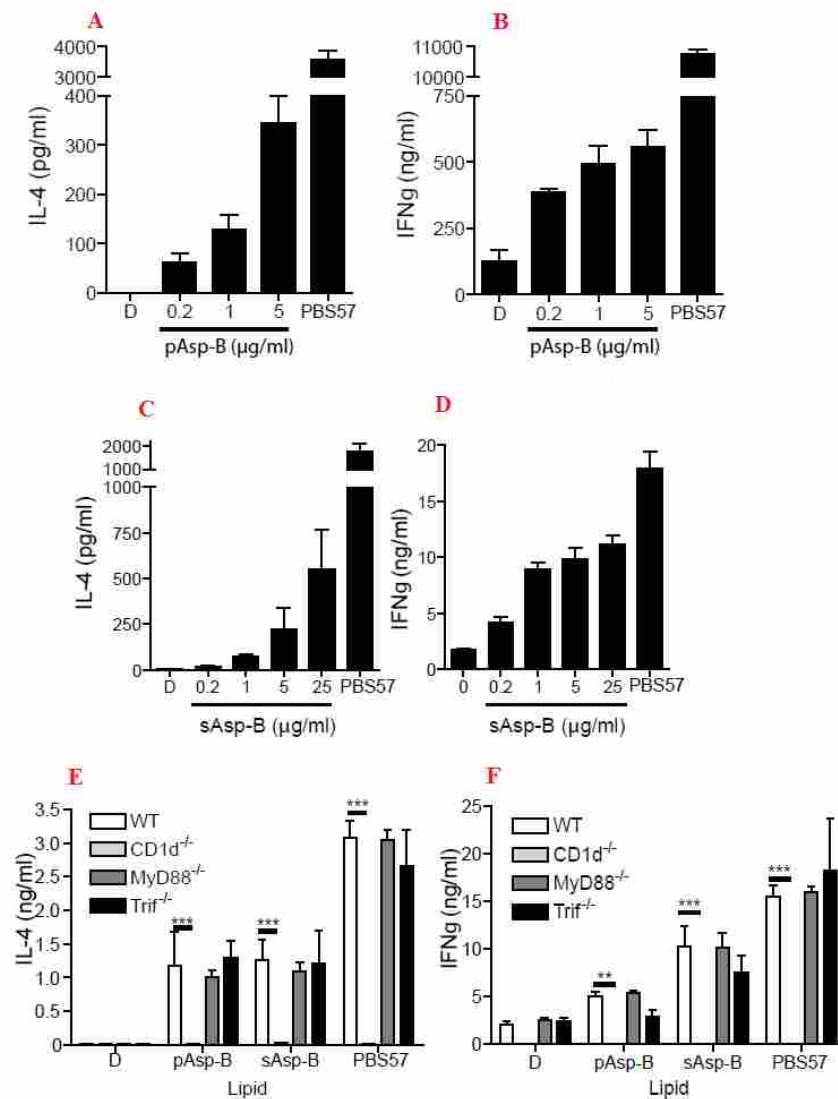 A
B
IL-4 (pg/ml)
4000
3000
400
300
200
100
0
D 0.2 1 5 PBS57
pAsp-B (µg/ml)
IFNg (ng/ml)
11000
10000
750
500
250
0
D 0.2 1 5 PBS57
pAsp-B (µg/ml)
C
D
IL-4 (pg/ml)
2000
1000
1000
750
500
250
0
D 0.2 1 5 25 PBS57
sAsp-B (µg/ml)
IFNg (ng/ml)
20
15
10
5
0
0 0.2 1 5 25 PBS57
sAsp-B (µg/ml)
E
F
IL-4 (ng/ml)
3.5
3.0
2.5
2.0
1.5
1.0
0.5
0.0
WT
CD1d-/-
MyD88-/-
Trif-/-
***
***
***
D pAsp-B sAsp-B PBS57
Lipid
IFNg (ng/ml)
25
20
15
10
5
0
WT
CD1d-/-
MyD88-/-
Trif-/-
**
***
***
D pAsp-B sAsp-B PBS57
Lipid